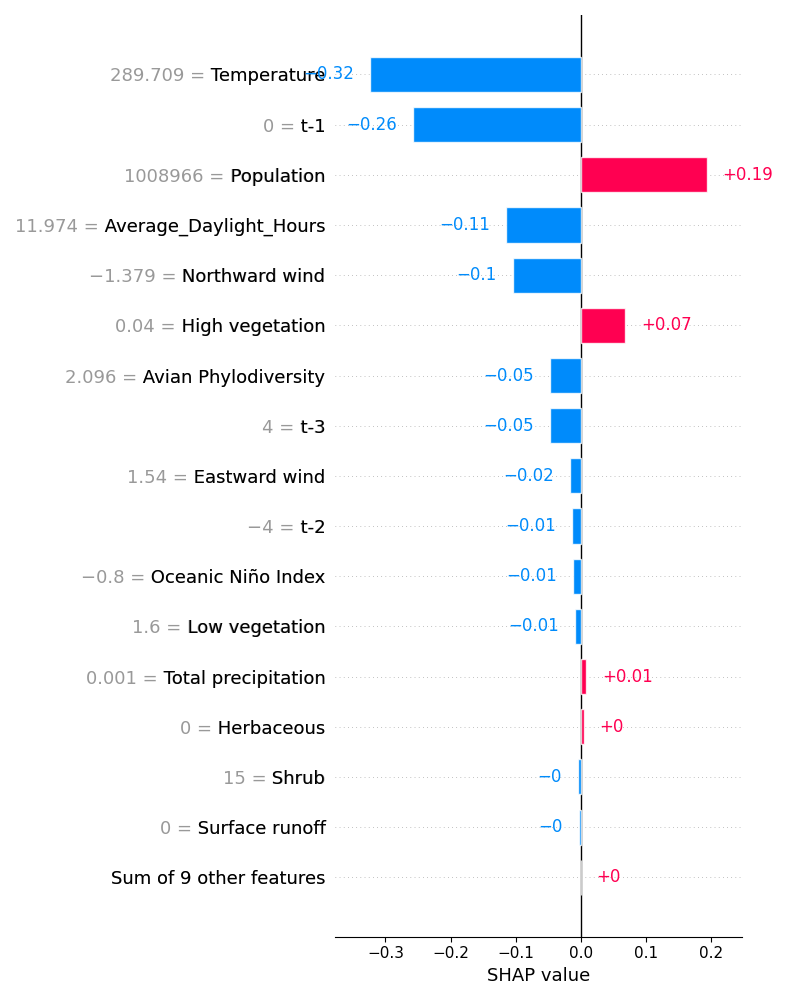 289.709 = Temperature −0.32
0 = t-1 −0.26
1008966 = Population +0.19
11.974 = Average_Daylight_Hours −0.11
−1.379 = Northward wind −0.1
0.04 = High vegetation +0.07
2.096 = Avian Phylodiversity −0.05
4 = t-3 −0.05
1.54 = Eastward wind −0.02
−4 = t-2 −0.01
−0.8 = Oceanic Niño Index −0.01
1.6 = Low vegetation −0.01
0.001 = Total precipitation +0.01
0 = Herbaceous +0
15 = Shrub −0
0 = Surface runoff −0
Sum of 9 other features +0
−0.3 −0.2 −0.1 0.0 0.1 0.2
SHAP value